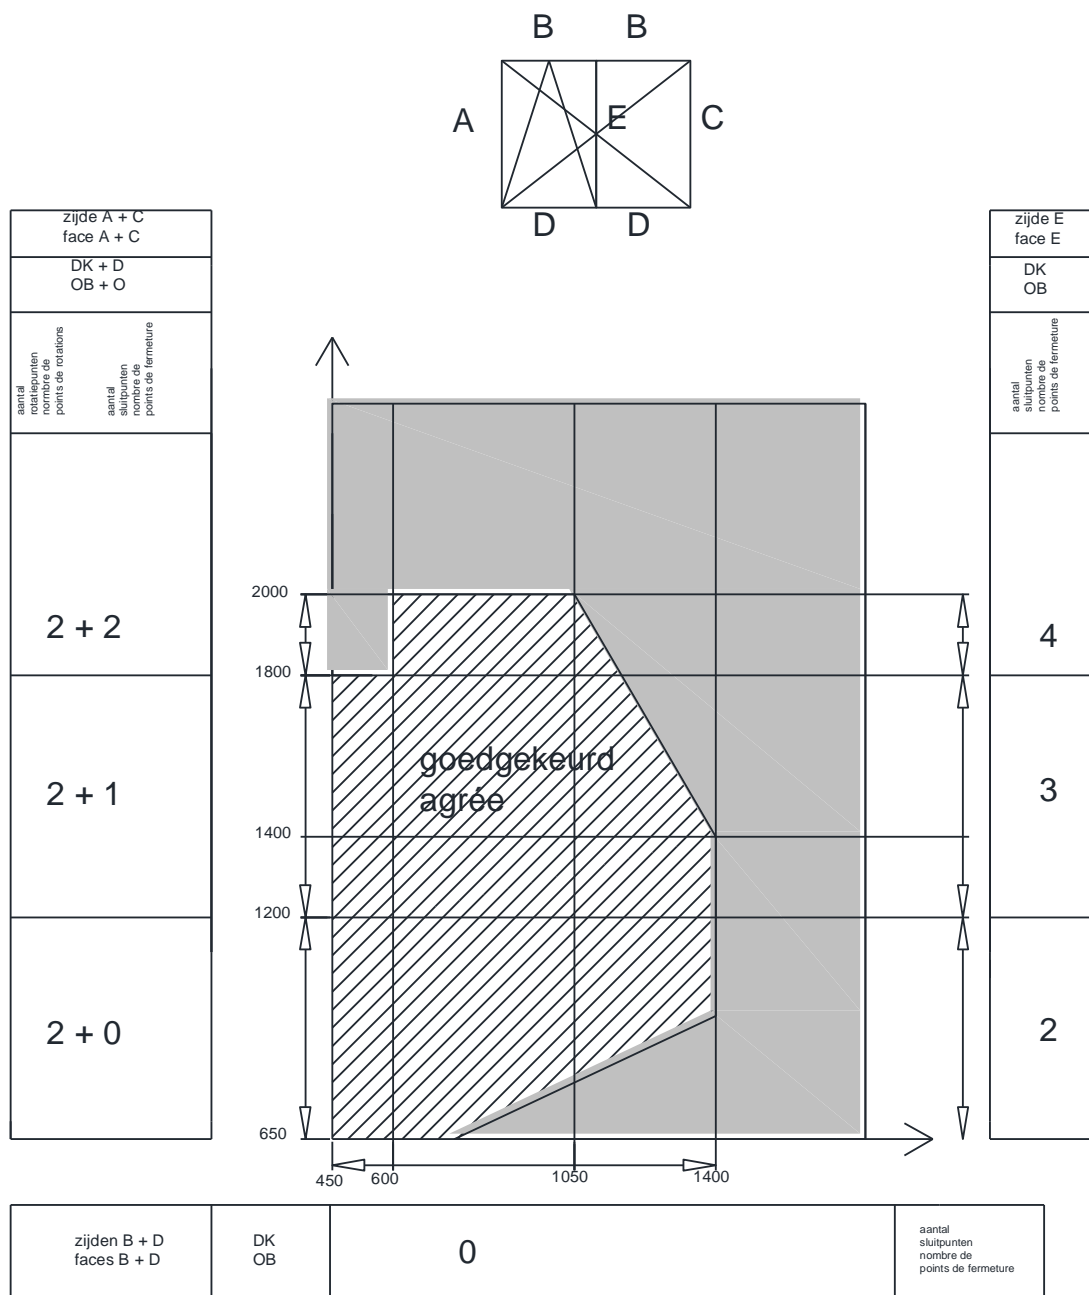 B B
A E C
D D
zijde A + C
face A + C
DK + D
OB + O
aantal
rotatiepunten
normbre de
points de rotations
aantal
sluitpunten
nombre de
points de fermeture
zijde E
face E
DK
OB
aantal
sluitpunten
nombre de
points de fermeture
2 + 2
2 + 1
2 + 0
2000
1800
1400
1200
650
goedgekeurd
agrée
4
3
2
450 600 1050 1400
zijden B + D
faces B + D
DK
OB
0
aantal
sluitpunten
nombre de
points de fermeture